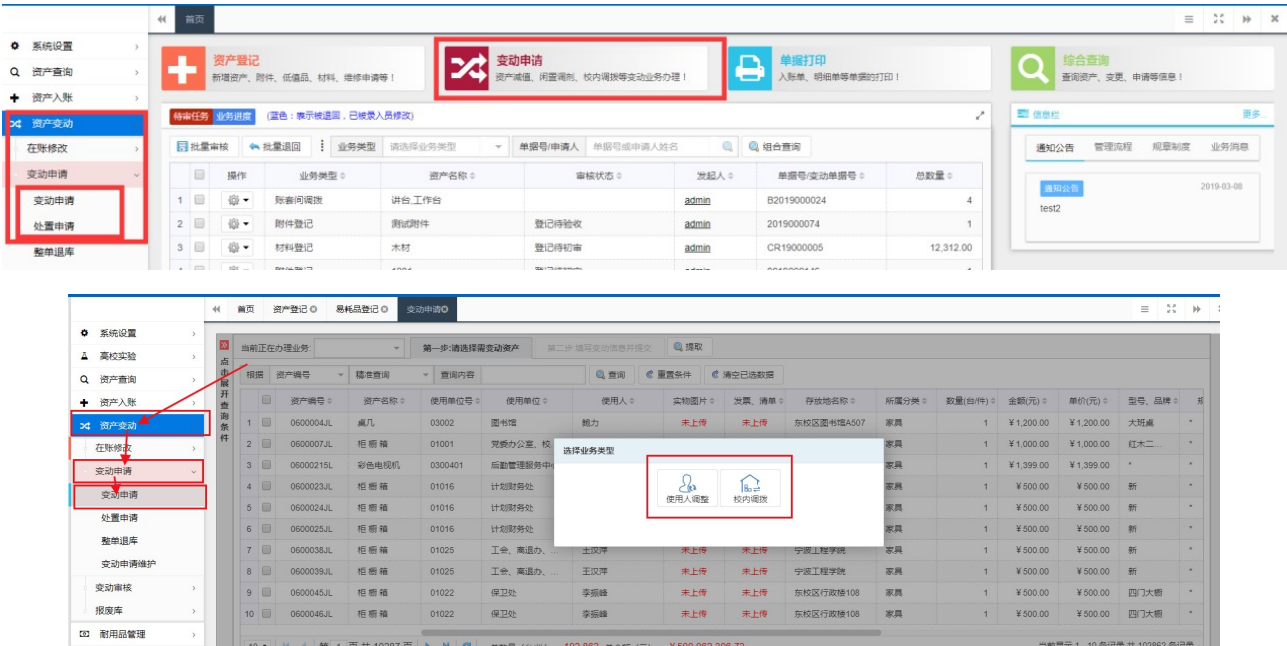 首页
系统设置
资产查询
资产入账
资产变动
在账修改
变动申请
变动申请
处置申请
整单退库
资产登记
新增资产、附件、低值品、材料、维修申请等！
变动申请
资产减值、闲置调剂、校内调拨等变动业务办理！
单据打印
入账单、明细单等单据的打印！
综合查询
查询资产、变更、申请等信息！
待审任务 业务进度 (蓝色：表示被退回，已被录入员修改)
批量审核 批量退回 业务类型 请选择业务类型 单据号/申请人 单据号或申请人姓名 组合查询
操作 业务类型 资产名称 审核状态 发起人 单据号/变动单据号 总数量
1 账套间调拨 讲台,工作台 admin B2019000024 4
2 附件登记 测试附件 登记待验收 admin 2019000074 1
3 材料登记 木材 登记待初审 admin CR19000005 12,312.00
信息栏 更多...
通知公告 管理流程 规章制度 业务消息
通知公告 2019-03-08
test2
首页 资产登记 易耗品登记 变动申请
系统设置
高校实验
资产查询
资产入账
资产变动
在账修改
变动申请
变动申请
处置申请
整单退库
变动申请维护
变动审核
报废库
耐用品管理
点击展开查询条件
当前正在办理业务: 第一步:请选择需变动资产 第二步:填写变动信息并提交 提取
根据 资产编号 精准查询 查询内容 查询 重置条件 清空已选数据
资产编号 资产名称 使用单位号 使用单位 使用人 实物图片 发票、清单 存放地名称 所属分类 数量(台/件) 金额(元) 单价(元) 型号、品牌 规
1 0600004JL 桌几 03002 图书馆 鲍力 未上传 未上传 东校区图书馆A507 家具 1 ¥1,200.00 ¥1,200.00 大班桌 *
2 0600007JL 柜橱箱 01001 党委办公室、校... 家具 1 ¥1,000.00 ¥1,000.00 红木二... *
3 06000215L 彩色电视机 0300401 后勤管理服务中 家具 1 ¥1,399.00 ¥1,399.00 * *
4 0600023JL 柜橱箱 01016 计划财务处 家具 1 ¥500.00 ¥500.00 新 *
5 0600024JL 柜橱箱 01016 计划财务处 家具 1 ¥500.00 ¥500.00 新 *
6 0600025JL 柜橱箱 01016 计划财务处 家具 1 ¥500.00 ¥500.00 新 *
7 0600038JL 柜橱箱 01025 工会、离退办、... 王汉萍 未上传 未上传 宁波工程学院 家具 1 ¥500.00 ¥500.00 新 *
8 0600039JL 柜橱箱 01025 工会、离退办、... 王汉萍 未上传 未上传 宁波工程学院 家具 1 ¥500.00 ¥500.00 新 *
9 0600045JL 柜橱箱 01022 保卫处 李振峰 未上传 未上传 东校区行政楼108 家具 1 ¥500.00 ¥500.00 四门大橱 *
10 0600046JL 柜橱箱 01022 保卫处 李振峰 未上传 未上传 东校区行政楼108 家具 1 ¥500.00 ¥500.00 四门大橱 *
选择业务类型
使用人调整 校内调拨